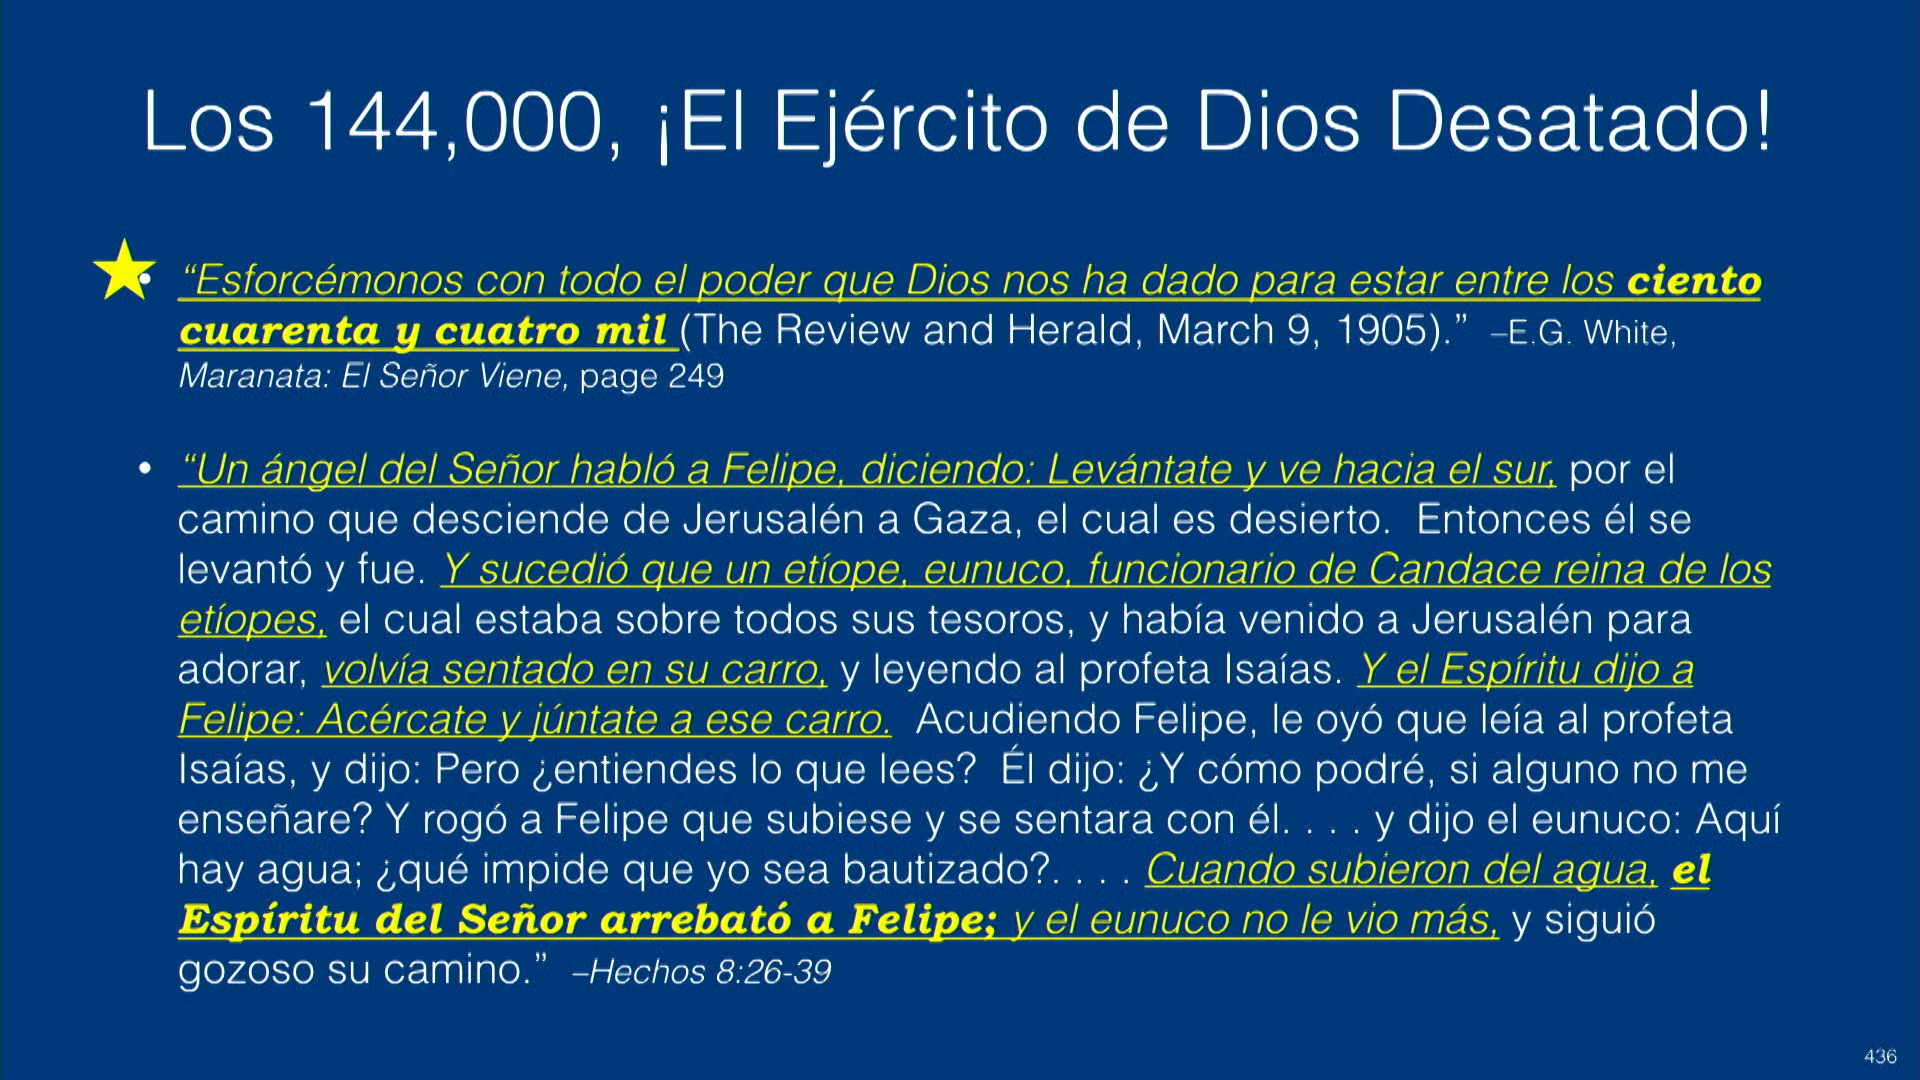 Los 144,000, ¡El Ejército de Dios Desatado!
• “Esforcémonos con todo el poder que Dios nos ha dado para estar entre los ciento
cuarenta y cuatro mil (The Review and Herald, March 9, 1905).” –E.G. White,
Maranata: El Señor Viene, page 249
• “Un ángel del Señor habló a Felipe, diciendo: Levántate y ve hacia el sur, por el
camino que desciende de Jerusalén a Gaza, el cual es desierto. Entonces él se
levantó y fue. Y sucedió que un etíope, eunuco, funcionario de Candace reina de los
etíopes, el cual estaba sobre todos sus tesoros, y había venido a Jerusalén para
adorar, volvía sentado en su carro, y leyendo al profeta Isaías. Y el Espíritu dijo a
Felipe: Acércate y júntate a ese carro. Acudiendo Felipe, le oyó que leía al profeta
Isaías, y dijo: Pero ¿entiendes lo que lees? Él dijo: ¿Y cómo podré, si alguno no me
enseñare? Y rogó a Felipe que subiese y se sentara con él. . . . y dijo el eunuco: Aquí
hay agua; ¿qué impide que yo sea bautizado?. . . . Cuando subieron del agua, el
Espíritu del Señor arrebató a Felipe; y el eunuco no le vio más, y siguió
gozoso su camino.” –Hechos 8:26-39
436